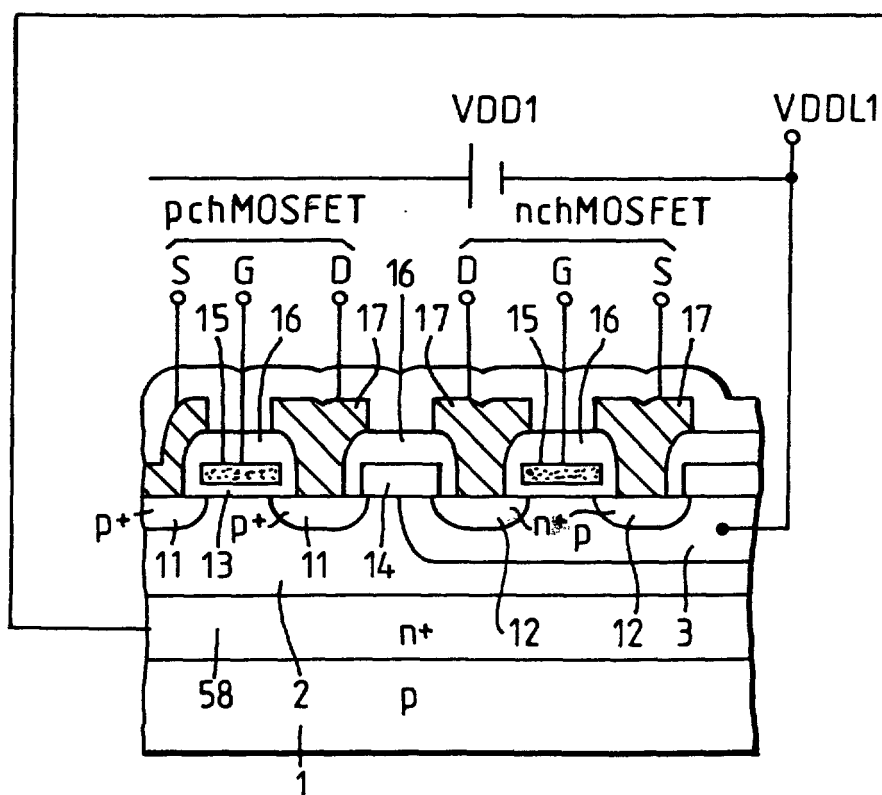 VDD1 VDDL1
pchMOSFET nchMOSFET
S G D 16 D G S
15 16 17 17 15 16 17
p+ p+ n+ p
11 13 11 14 12 12 3
n+
58 2 p
1